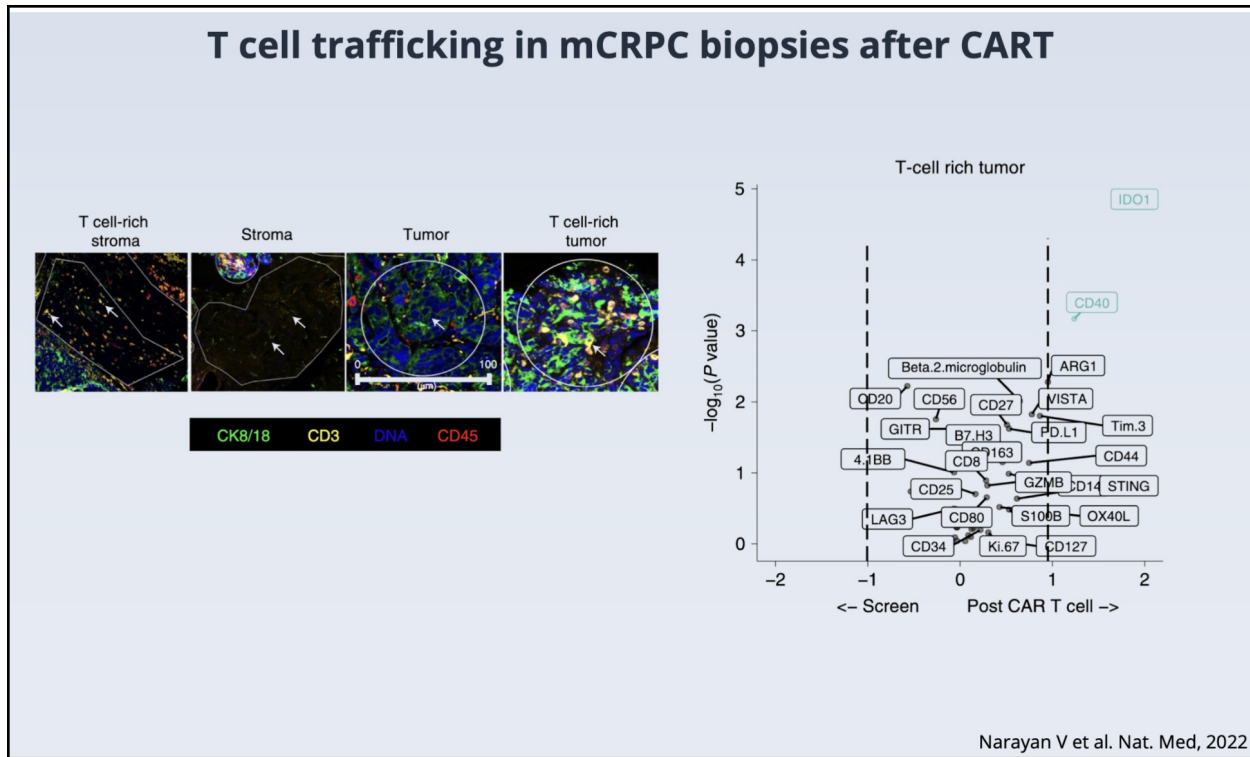 T cell trafficking in mCRPC biopsies after CART
T cell-rich
stroma
Stroma
Tumor
T cell-rich
tumor
0
100
(μm)
CK8/18
CD3
DNA
CD45
T-cell rich tumor
−log10(P value)
5
4
3
2
1
0
IDO1
CD40
Beta.2.microglobulin
ARG1
CD20
CD56
CD27
VISTA
GITR
B7.H3
PD.L1
Tim.3
CD163
4.1BB
CD8
CD44
CD25
GZMB
CD14
STING
LAG3
CD80
S100B
OX40L
CD34
Ki.67
CD127
−2
−1
0
1
2
<− Screen
Post CAR T cell −>
Narayan V et al. Nat. Med, 2022